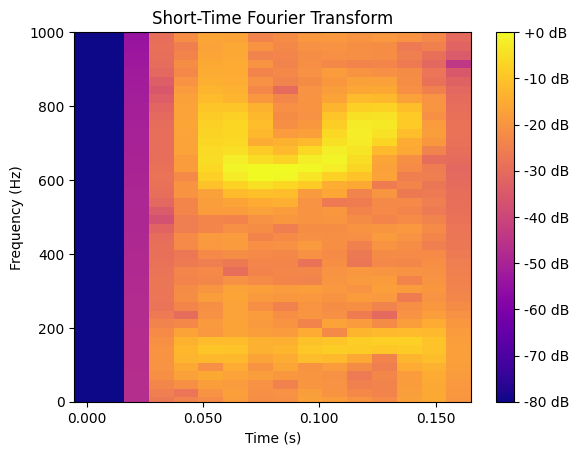 Short-Time Fourier Transform
1000
800
600
400
200
0
Frequency (Hz)
0.000
0.050
0.100
0.150
Time (s)
+0 dB
-10 dB
-20 dB
-30 dB
-40 dB
-50 dB
-60 dB
-70 dB
-80 dB